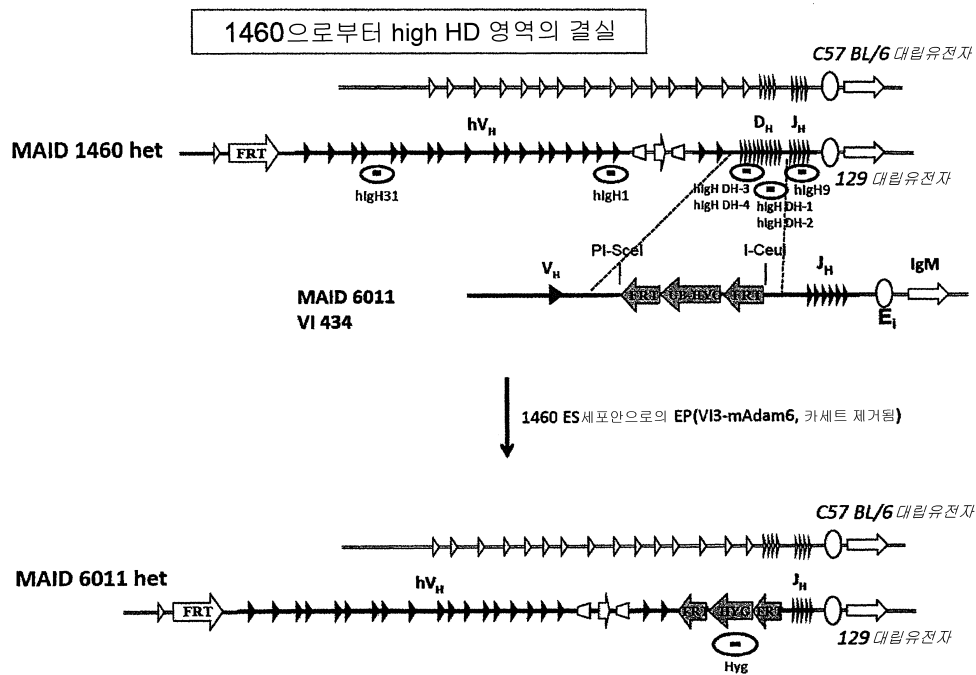 1460으로부터 high HD 영역의 결실
C57 BL/6 대립유전자
hVH DH JH
MAID 1460 het FRT
129 대립유전자
hIgH31 hIgH1 hIgH DH-3 hIgH9
hIgH DH-4 hIgH DH-1
hIgH DH-2
PI-SceI I-CeuI
VH JH IgM
MAID 6011 FRT UB-HYG FRT
VI 434 Ei
1460 ES세포안으로의 EP(VI3-mAdam6, 카세트 제거됨)
C57 BL/6 대립유전자
MAID 6011 het hVH JH
FRT FRT HYG FRT
129 대립유전자
Hyg